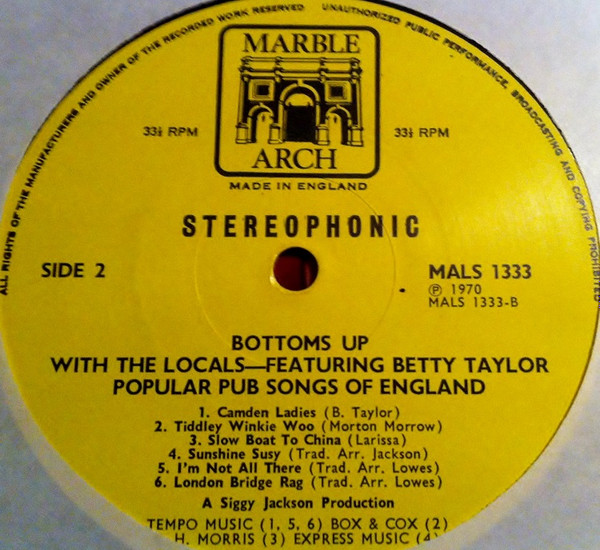 ALL RIGHTS OF THE MANUFACTURERS AND OWNER OF THE RECORDED WORK RESERVED UNAUTHORIZED PUBLIC PERFORMANCE, BROADCASTING AND COPYING PROHIBITED
MARBLE
ARCH
33⅓ RPM 33⅓ RPM
MADE IN ENGLAND
STEREOPHONIC
SIDE 2 MALS 1333
Ⓟ 1970
MALS 1333-B
BOTTOMS UP
WITH THE LOCALS—FEATURING BETTY TAYLOR
POPULAR PUB SONGS OF ENGLAND
1. Camden Ladies (B. Taylor)
2. Tiddley Winkie Woo (Morton Morrow)
3. Slow Boat To China (Larissa)
4. Sunshine Susy (Trad. Arr. Jackson)
5. I'm Not All There (Trad. Arr. Lowes)
6. London Bridge Rag (Trad. Arr. Lowes)
A Siggy Jackson Production
TEMPO MUSIC (1, 5, 6) BOX & COX (2)
H. MORRIS (3) EXPRESS MUSIC (4)